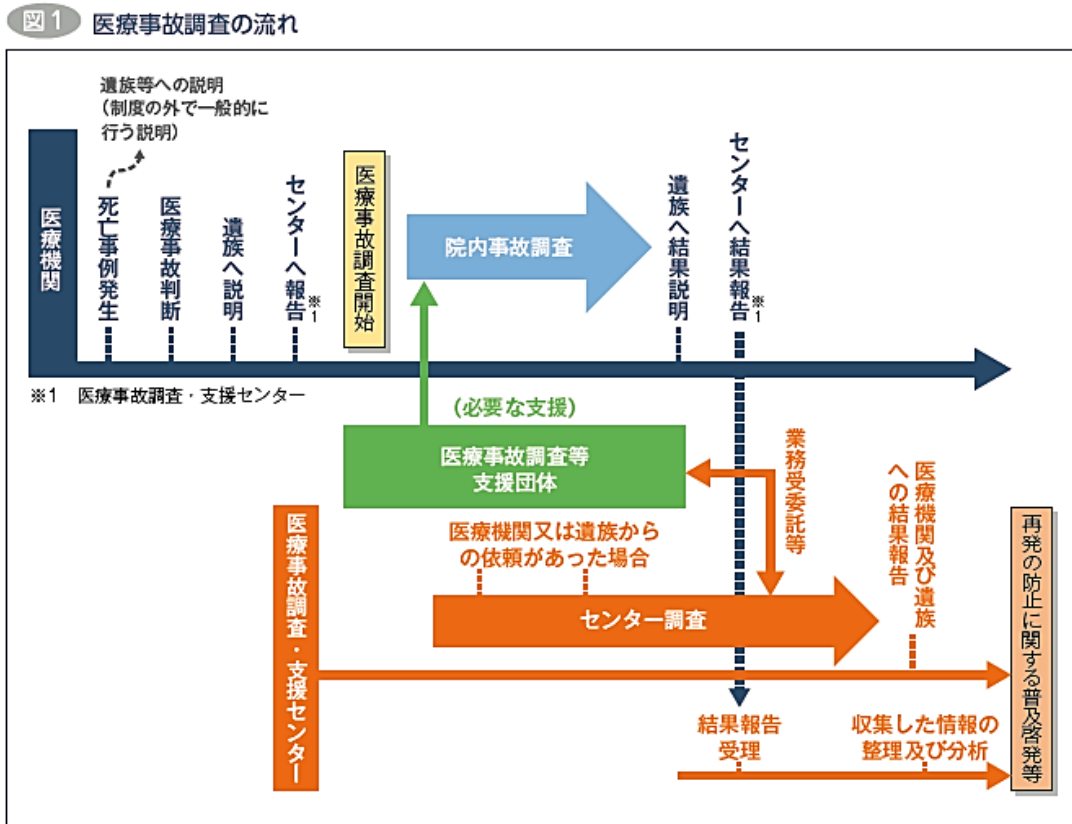 図1 医療事故調査の流れ
遺族等への説明
（制度の外で一般的に
行う説明）
医療機関
死亡事例発生
医療事故判断
遺族へ説明
センターへ報告※1
医療事故調査開始
院内事故調査
遺族へ結果説明
センターへ結果報告※1
※1 医療事故調査・支援センター
（必要な支援）
医療事故調査等
支援団体
業務受委託等
医療機関及び遺族
への結果報告
医療事故調査・支援センター
医療機関又は遺族から
の依頼があった場合
センター調査
再発の防止に関する普及啓発等
結果報告
受理
収集した情報の
整理及び分析